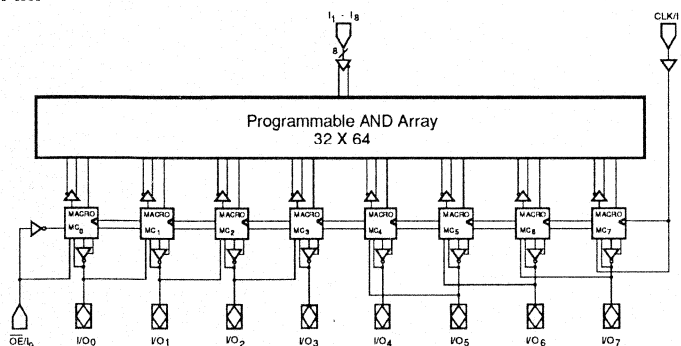 I1 - I8
CLK/I
8
Programmable AND Array
32 X 64
MACRO MACRO MACRO MACRO MACRO MACRO MACRO MACRO
MC0 MC1 MC2 MC3 MC4 MC5 MC6 MC7
OE/I9 I/O0 I/O1 I/O2 I/O3 I/O4 I/O5 I/O6 I/O7